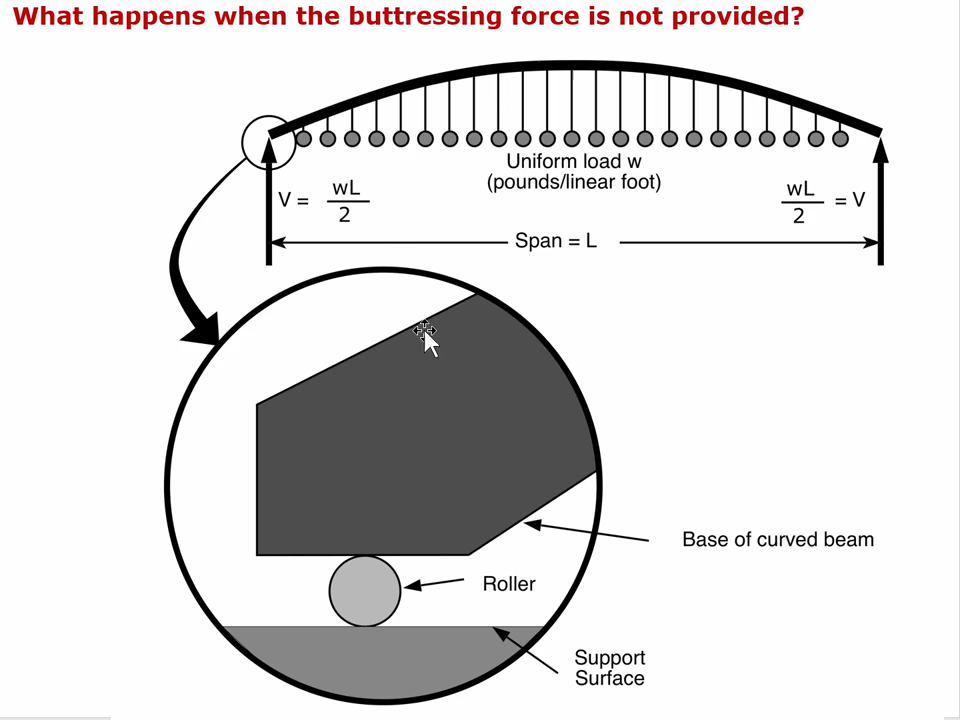 What happens when the buttressing force is not provided?
Uniform load w
(pounds/linear foot)
V = wL
2
wL = V
2
Span = L
Base of curved beam
Roller
Support
Surface